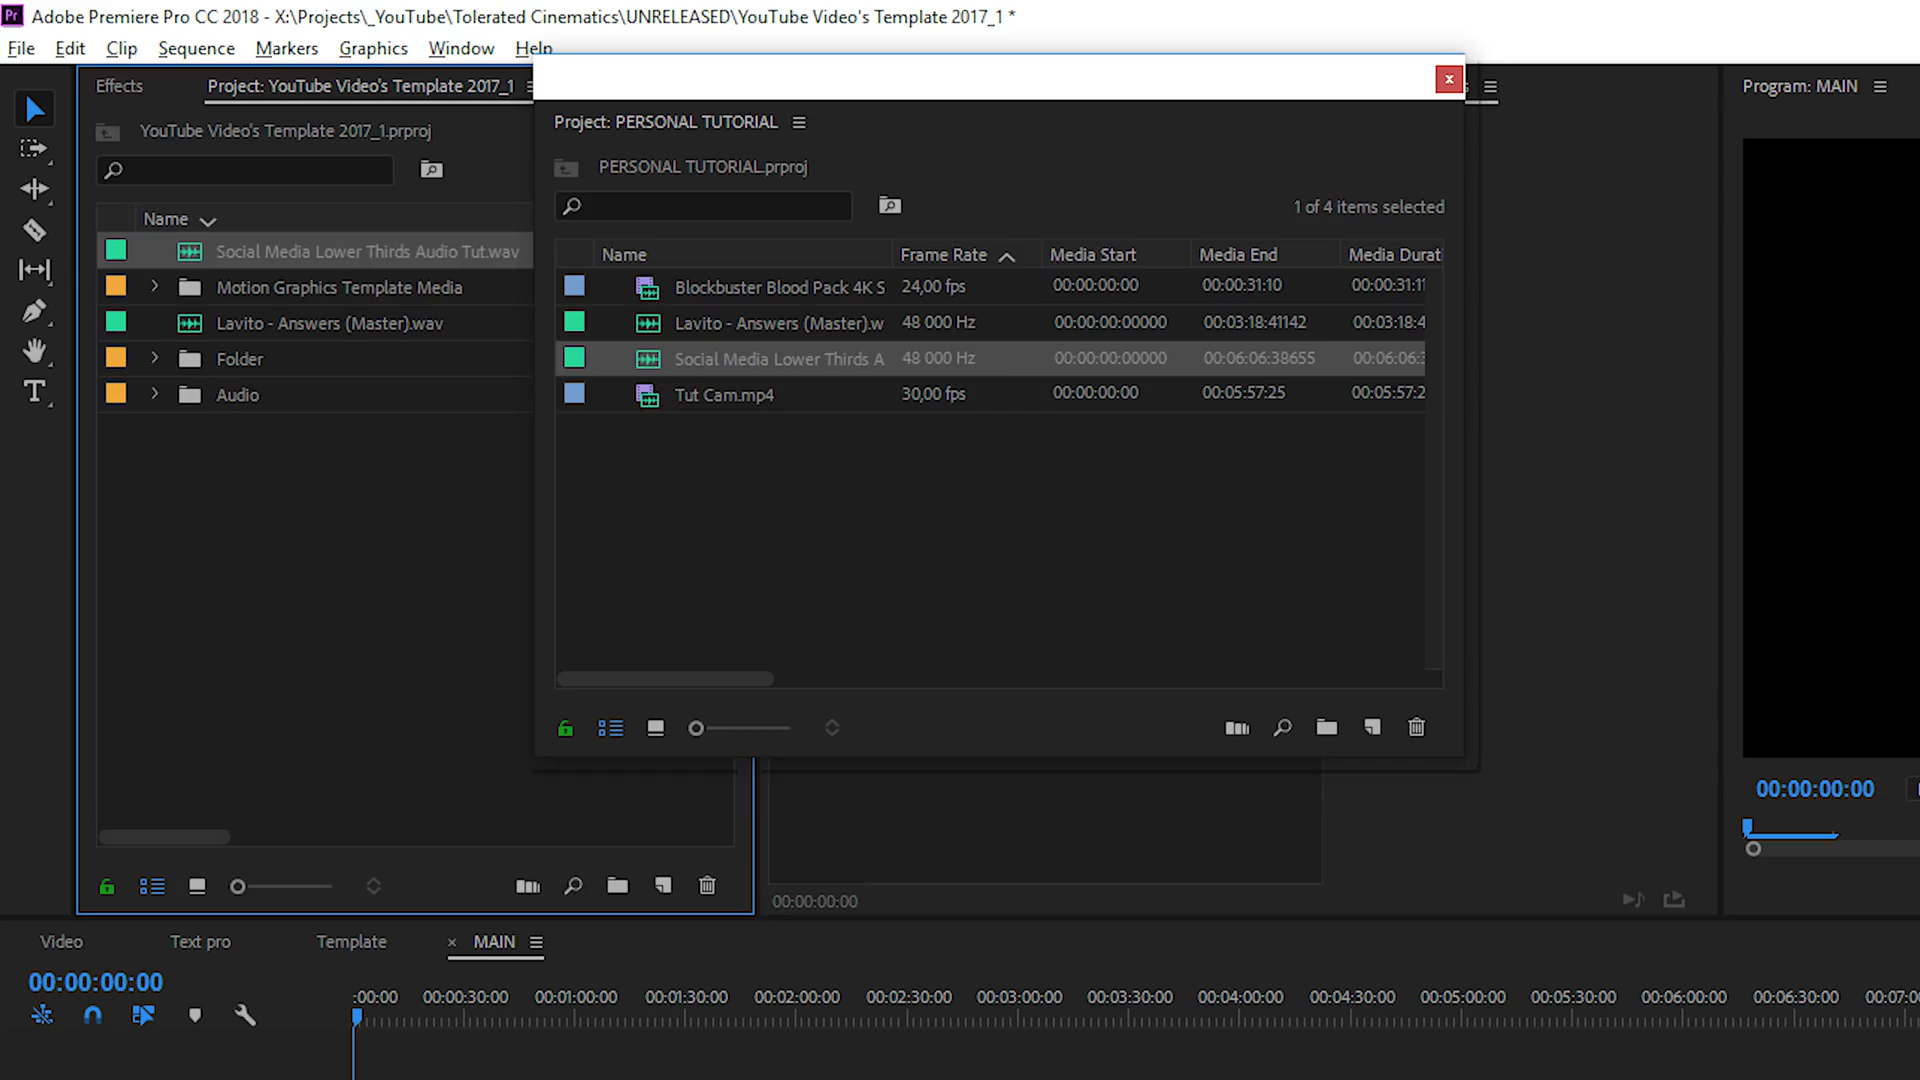 Pr Adobe Premiere Pro CC 2018 - X:\Projects\_YouTube\Tolerated Cinematics\UNRELEASED\YouTube Video's Template 2017_1 *
File Edit Clip Sequence Markers Graphics Window Help
Effects Project: YouTube Video's Template 2017_1
YouTube Video's Template 2017_1.prproj
Name
Social Media Lower Thirds Audio Tut.wav
Motion Graphics Template Media
Lavito - Answers (Master).wav
Folder
Audio
Project: PERSONAL TUTORIAL
PERSONAL TUTORIAL.prproj
1 of 4 items selected
Name Frame Rate Media Start Media End Media Durati
Blockbuster Blood Pack 4K S 24,00 fps 00:00:00:00 00:00:31:10 00:00:31:11
Lavito - Answers (Master).w 48 000 Hz 00:00:00:00000 00:03:18:41142 00:03:18:4
Social Media Lower Thirds A 48 000 Hz 00:00:00:00000 00:06:06:38655 00:06:06:3
Tut Cam.mp4 30,00 fps 00:00:00:00 00:05:57:25 00:05:57:2
Program: MAIN
00:00:00:00
00:00:00:00
Video Text pro Template × MAIN
00:00:00:00
:00:00 00:00:30:00 00:01:00:00 00:01:30:00 00:02:00:00 00:02:30:00 00:03:00:00 00:03:30:00 00:04:00:00 00:04:30:00 00:05:00:00 00:05:30:00 00:06:00:00 00:06:30:00 00:07:0